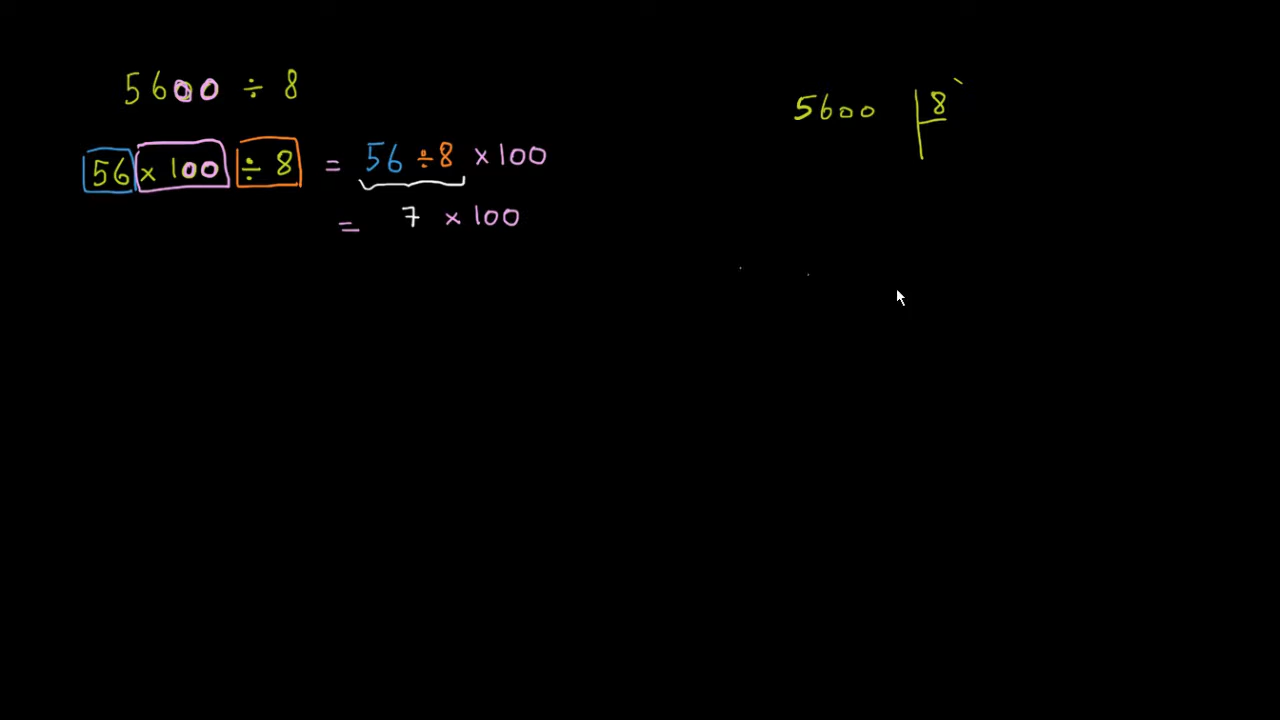 5600 ÷ 8
56 × 100 ÷ 8 = 56 ÷ 8 × 100
= 7 × 100
5600 8